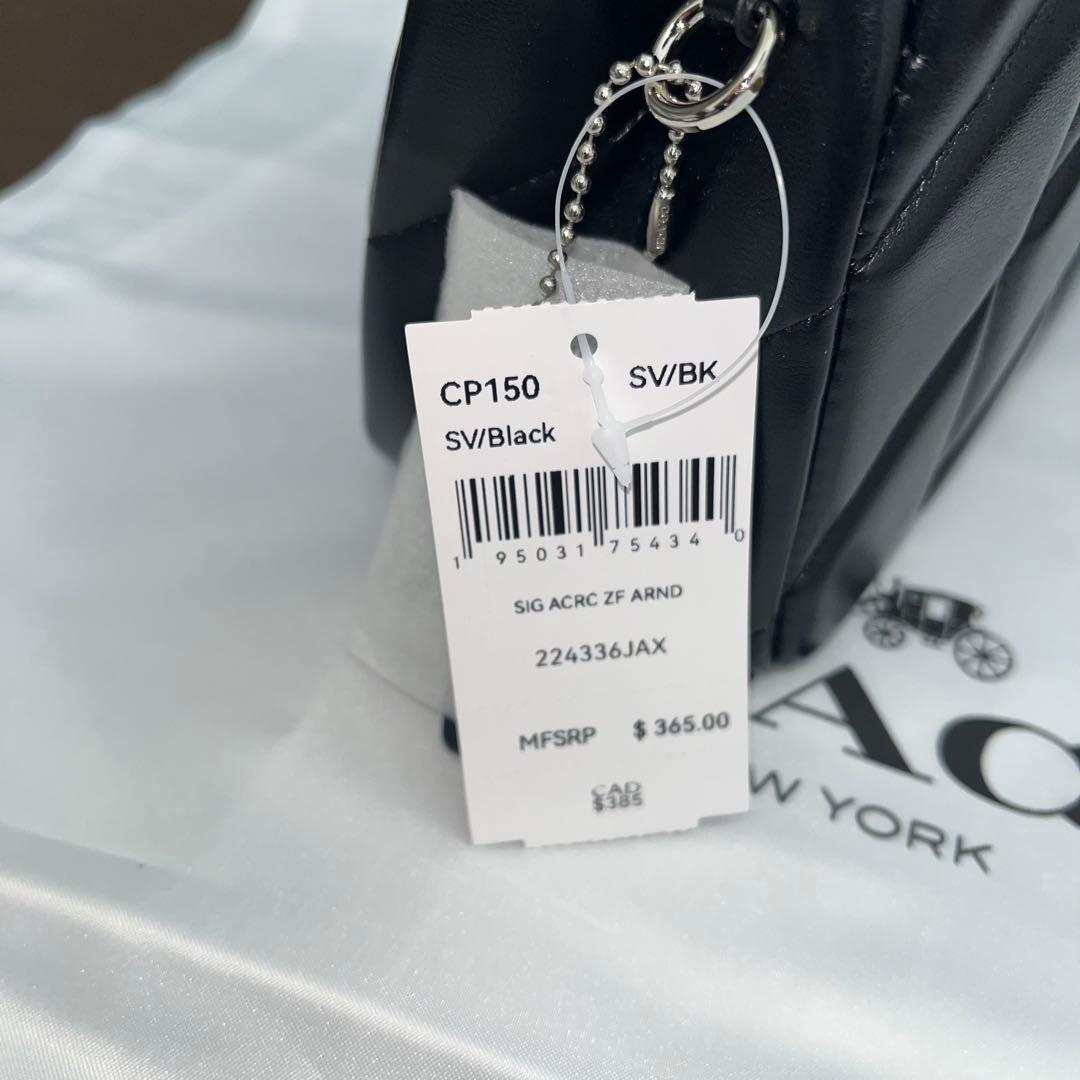 CP150
SV/BK
SV/Black
1 95031 75434 0
SIG ACRC ZF ARND
224336JAX
MFSRP $ 365.00
CAD
$385
YORK